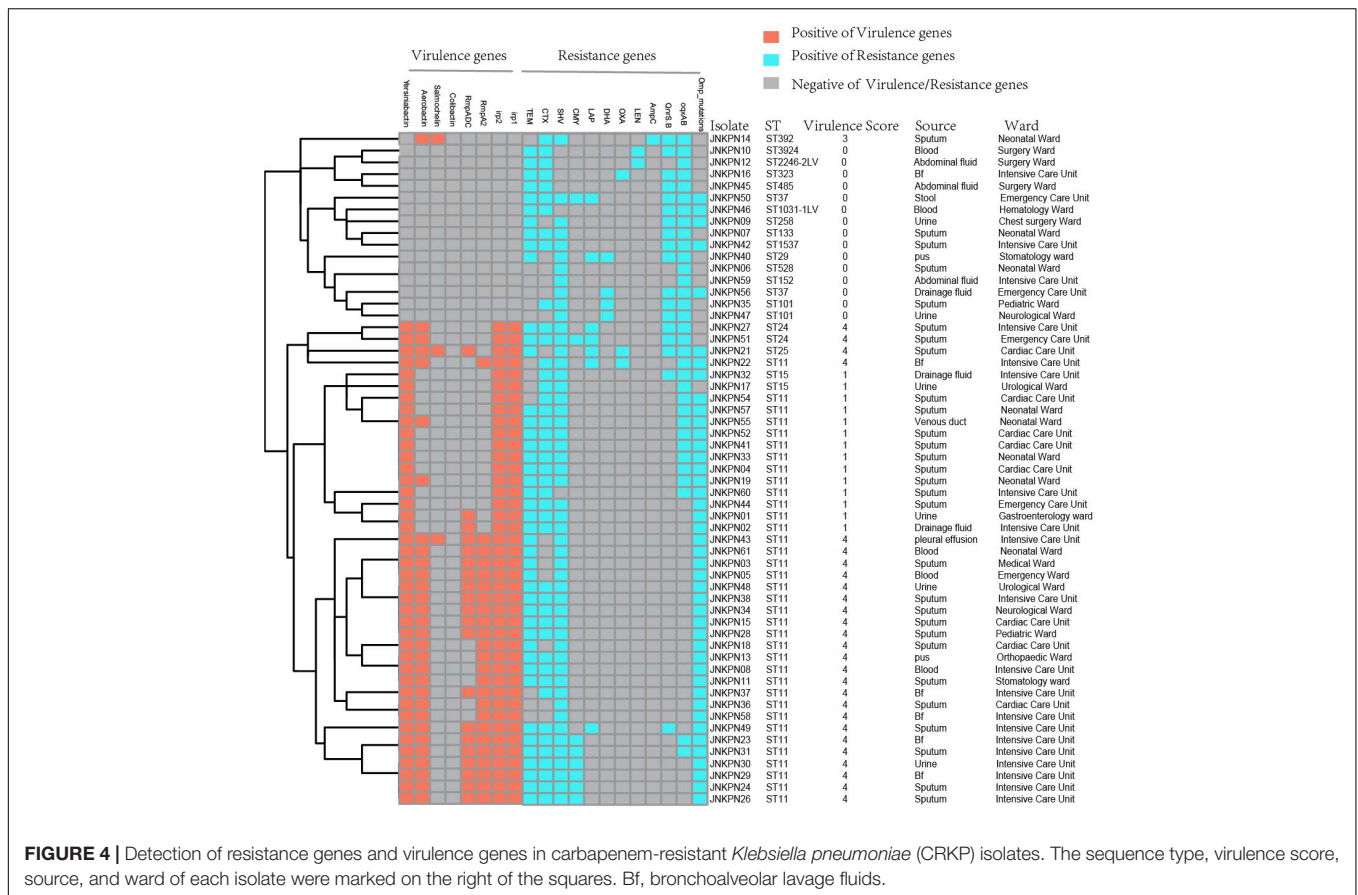 Positive of Virulence genes
Positive of Resistance genes
Negative of Virulence/Resistance genes
Virulence genes Resistance genes
Yersiniabactin Aerobactin Salmochelin Colibactin RmpADC RmpA2 irp2 irp1 TEM CTX SHV CMY LAP DHA OXA LEN AmpC QnrS.B oqxAB Omp_mutations
Isolate ST Virulence Score Source Ward
JNKPN14 ST392 3 Sputum Neonatal Ward
JNKPN10 ST3924 0 Blood Surgery Ward
JNKPN12 ST2246-2LV 0 Abdominal fluid Surgery Ward
JNKPN16 ST323 0 Bf Intensive Care Unit
JNKPN45 ST485 0 Abdominal fluid Surgery Ward
JNKPN50 ST37 0 Stool Emergency Care Unit
JNKPN46 ST1031-1LV 0 Blood Hematology Ward
JNKPN09 ST258 0 Urine Chest surgery Ward
JNKPN07 ST133 0 Sputum Neonatal Ward
JNKPN42 ST1537 0 Sputum Intensive Care Unit
JNKPN40 ST29 0 pus Stomatology ward
JNKPN06 ST528 0 Sputum Neonatal Ward
JNKPN59 ST152 0 Abdominal fluid Intensive Care Unit
JNKPN56 ST37 0 Drainage fluid Emergency Care Unit
JNKPN35 ST101 0 Sputum Pediatric Ward
JNKPN47 ST101 0 Urine Neurological Ward
JNKPN27 ST24 4 Sputum Intensive Care Unit
JNKPN51 ST24 4 Sputum Emergency Care Unit
JNKPN21 ST25 4 Sputum Cardiac Care Unit
JNKPN22 ST11 4 Bf Intensive Care Unit
JNKPN32 ST15 1 Drainage fluid Intensive Care Unit
JNKPN17 ST15 1 Urine Urological Ward
JNKPN54 ST11 1 Sputum Cardiac Care Unit
JNKPN57 ST11 1 Sputum Neonatal Ward
JNKPN55 ST11 1 Venous duct Neonatal Ward
JNKPN52 ST11 1 Sputum Cardiac Care Unit
JNKPN41 ST11 1 Sputum Cardiac Care Unit
JNKPN33 ST11 1 Sputum Neonatal Ward
JNKPN04 ST11 1 Sputum Cardiac Care Unit
JNKPN19 ST11 1 Sputum Neonatal Ward
JNKPN60 ST11 1 Sputum Intensive Care Unit
JNKPN44 ST11 1 Sputum Emergency Care Unit
JNKPN01 ST11 1 Urine Gastroenterology ward
JNKPN02 ST11 1 Drainage fluid Intensive Care Unit
JNKPN43 ST11 4 pleural effusion Intensive Care Unit
JNKPN61 ST11 4 Blood Neonatal Ward
JNKPN03 ST11 4 Sputum Medical Ward
JNKPN05 ST11 4 Blood Emergency Ward
JNKPN48 ST11 4 Urine Urological Ward
JNKPN38 ST11 4 Sputum Intensive Care Unit
JNKPN34 ST11 4 Sputum Neurological Ward
JNKPN15 ST11 4 Sputum Cardiac Care Unit
JNKPN28 ST11 4 Sputum Pediatric Ward
JNKPN18 ST11 4 Sputum Cardiac Care Unit
JNKPN13 ST11 4 pus Orthopaedic Ward
JNKPN08 ST11 4 Blood Intensive Care Unit
JNKPN11 ST11 4 Sputum Stomatology ward
JNKPN37 ST11 4 Bf Intensive Care Unit
JNKPN36 ST11 4 Sputum Cardiac Care Unit
JNKPN58 ST11 4 Bf Intensive Care Unit
JNKPN49 ST11 4 Sputum Intensive Care Unit
JNKPN23 ST11 4 Bf Intensive Care Unit
JNKPN31 ST11 4 Sputum Intensive Care Unit
JNKPN30 ST11 4 Urine Intensive Care Unit
JNKPN29 ST11 4 Bf Intensive Care Unit
JNKPN24 ST11 4 Sputum Intensive Care Unit
JNKPN26 ST11 4 Sputum Intensive Care Unit
FIGURE 4 | Detection of resistance genes and virulence genes in carbapenem-resistant Klebsiella pneumoniae (CRKP) isolates. The sequence type, virulence score,
source, and ward of each isolate were marked on the right of the squares. Bf, bronchoalveolar lavage fluids.